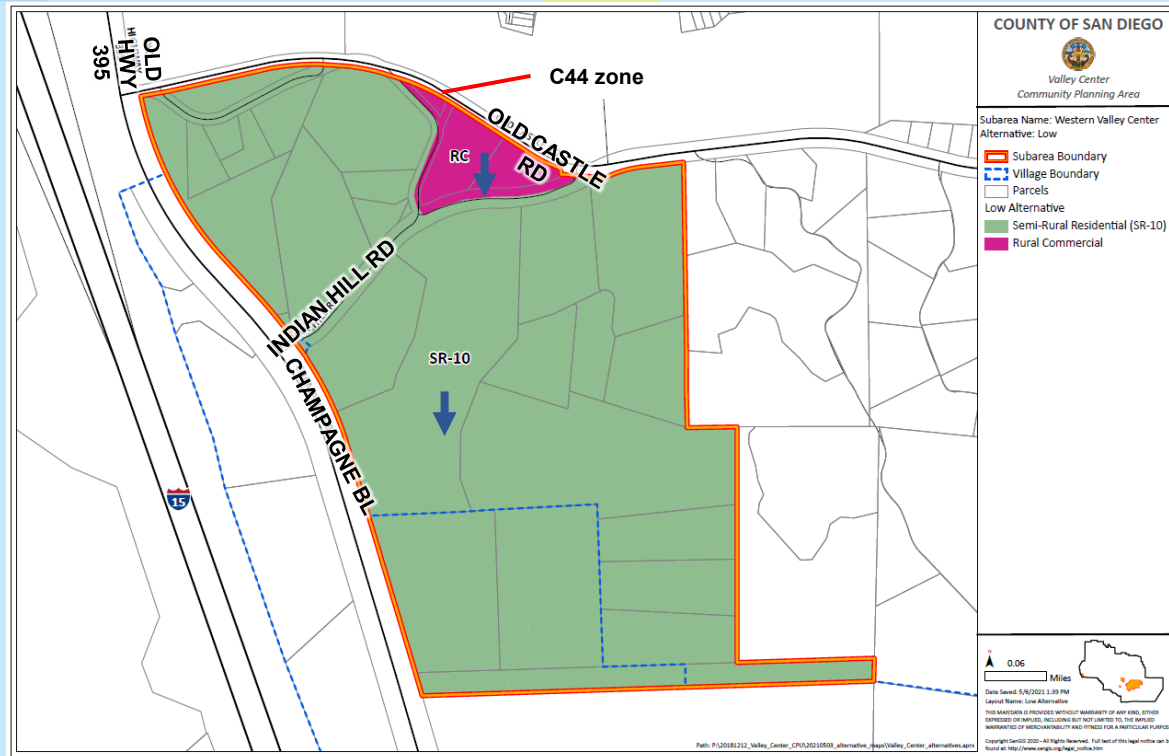 OLD
HWY
395
C44 zone
OLD CASTLE
RD
RC
INDIAN HILL RD
SR-10
CHAMPAGNE BL
15
COUNTY OF SAN DIEGO
Valley Center
Community Planning Area
Subarea Name: Western Valley Center
Alternative: Low
Subarea Boundary
Village Boundary
Parcels
Low Alternative
Semi-Rural Residential (SR-10)
Rural Commercial
N
0.06
Miles
Date Saved: 5/6/2021 1:39 PM
Layout Name: Low Alternative
THIS MAP/DATA IS PROVIDED WITHOUT WARRANTY OF ANY KIND, EITHER
EXPRESSED OR IMPLIED, INCLUDING BUT NOT LIMITED TO, THE IMPLIED
WARRANTIES OF MERCHANTABILITY AND FITNESS FOR A PARTICULAR PURPOSE
Copyright SanGIS 2020 - All Rights Reserved. Full text of this legal notice can b
found at: http://www.sangis.org/legal_notice.htm
Path: P:\20181212_Valley_Center_CPU\20210503_alternative_maps\Valley_Center_alternatives.aprx